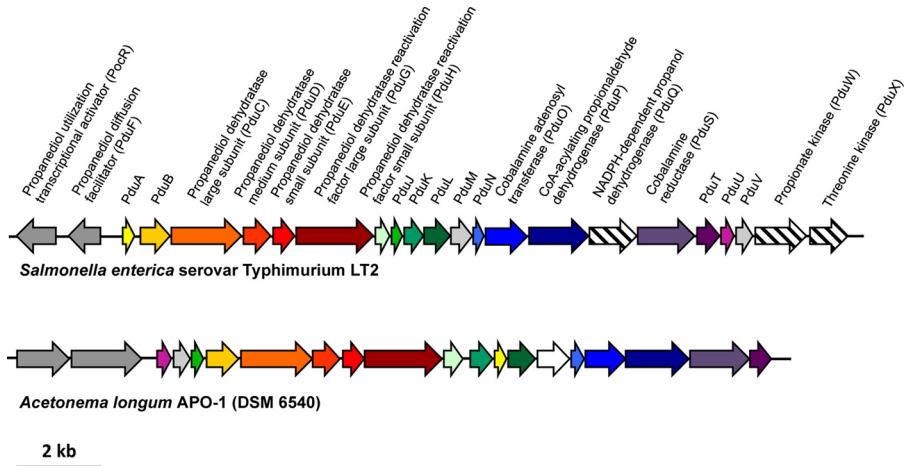 Propanediol utilization
transcriptional activator (PocR)
Propanediol diffusion
facilitator (PduF)
PduA
PduB
Propanediol dehydratase
large subunit (PduC)
Propanediol dehydratase
medium subunit (PduD)
Propanediol dehydratase
small subunit (PduE)
Propanediol dehydratase reactivation
factor large subunit (PduG)
Propanediol dehydratase reactivation
factor small subunit (PduH)
PduJ
PduK
PduL
PduM
PduN
Cobalamine adenosyl
transferase (PduO)
CoA-acylating propionaldehyde
dehydrogenase (PduP)
NADPH-dependent propanol
dehydrogenase (PduQ)
Cobalamine
reductase (PduS)
PduT
PduU
PduV
Propionate kinase (PduW)
Threonine kinase (PduX)
Salmonella enterica serovar Typhimurium LT2
Acetonema longum APO-1 (DSM 6540)
2 kb